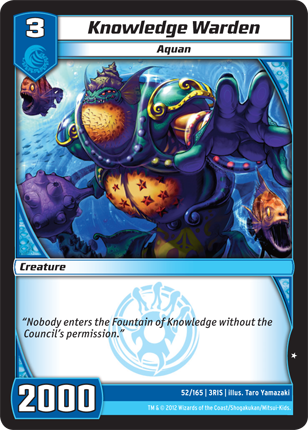 3
Knowledge Warden
Aquan
Creature
“Nobody enters the Fountain of Knowledge without the
Council’s permission.”
2000
52/165 | 3RIS | illus. Taro Yamazaki
TM & © 2012 Wizards of the Coast/Shogakukan/Mitsui-Kids.